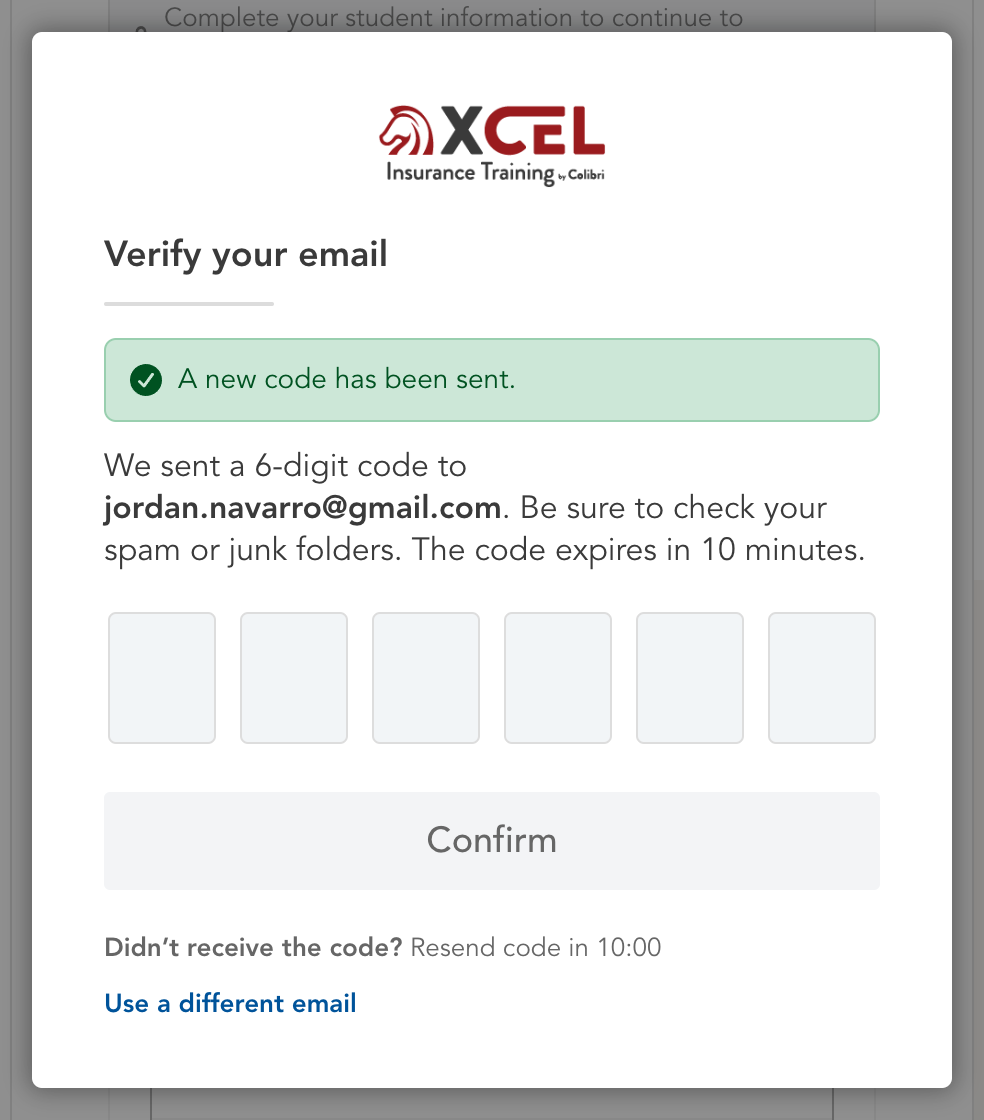 Complete your student information to continue to
XCEL
Insurance Training by Colibri
Verify your email
A new code has been sent.
We sent a 6-digit code to
jordan.navarro@gmail.com. Be sure to check your
spam or junk folders. The code expires in 10 minutes.
Confirm
Didn’t receive the code? Resend code in 10:00
Use a different email